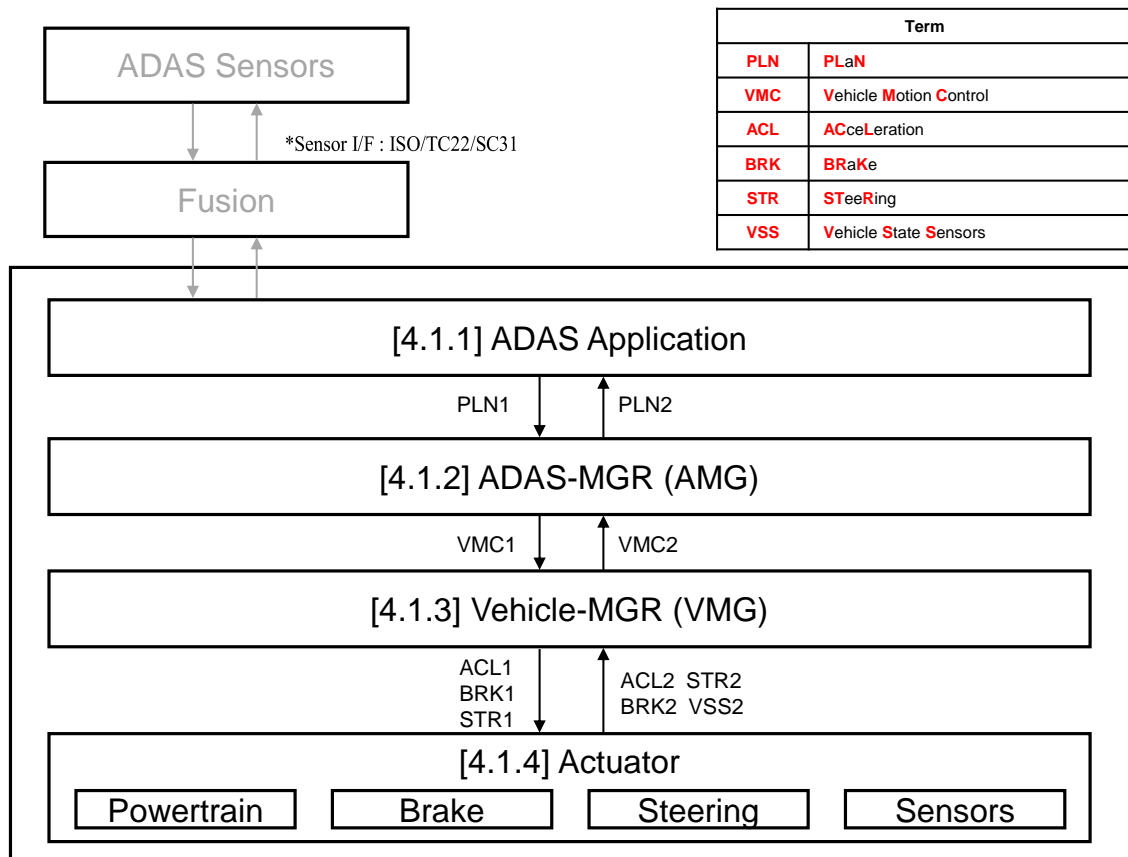 ADAS Sensors
*Sensor I/F : ISO/TC22/SC31
Fusion
Term
PLN PLaN
VMC Vehicle Motion Control
ACL ACceLeration
BRK BRaKe
STR STeeRing
VSS Vehicle State Sensors
[4.1.1] ADAS Application
PLN1 PLN2
[4.1.2] ADAS-MGR (AMG)
VMC1 VMC2
[4.1.3] Vehicle-MGR (VMG)
ACL1
BRK1
STR1
ACL2 STR2
BRK2 VSS2
[4.1.4] Actuator
Powertrain Brake Steering Sensors